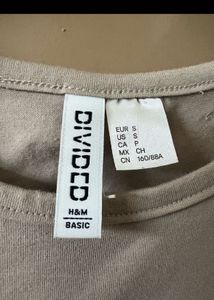 DIVIDED
H&M
BASIC
EUR S
US S
CA P
MX CH
CN 160/88A